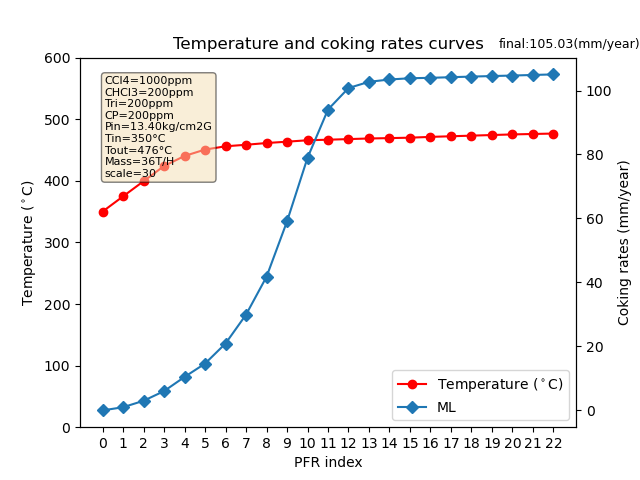 Temperature and coking rates curves
final:105.03(mm/year)
CCl4=1000ppm
CHCl3=200ppm
Tri=200ppm
CP=200ppm
Pin=13.40kg/cm2G
Tin=350°C
Tout=476°C
Mass=36T/H
scale=30
Temperature (°C)
600
500
400
300
200
100
0
Coking rates (mm/year)
100
80
60
40
20
0
Temperature (°C)
ML
0 1 2 3 4 5 6 7 8 9 10 11 12 13 14 15 16 17 18 19 20 21 22
PFR index